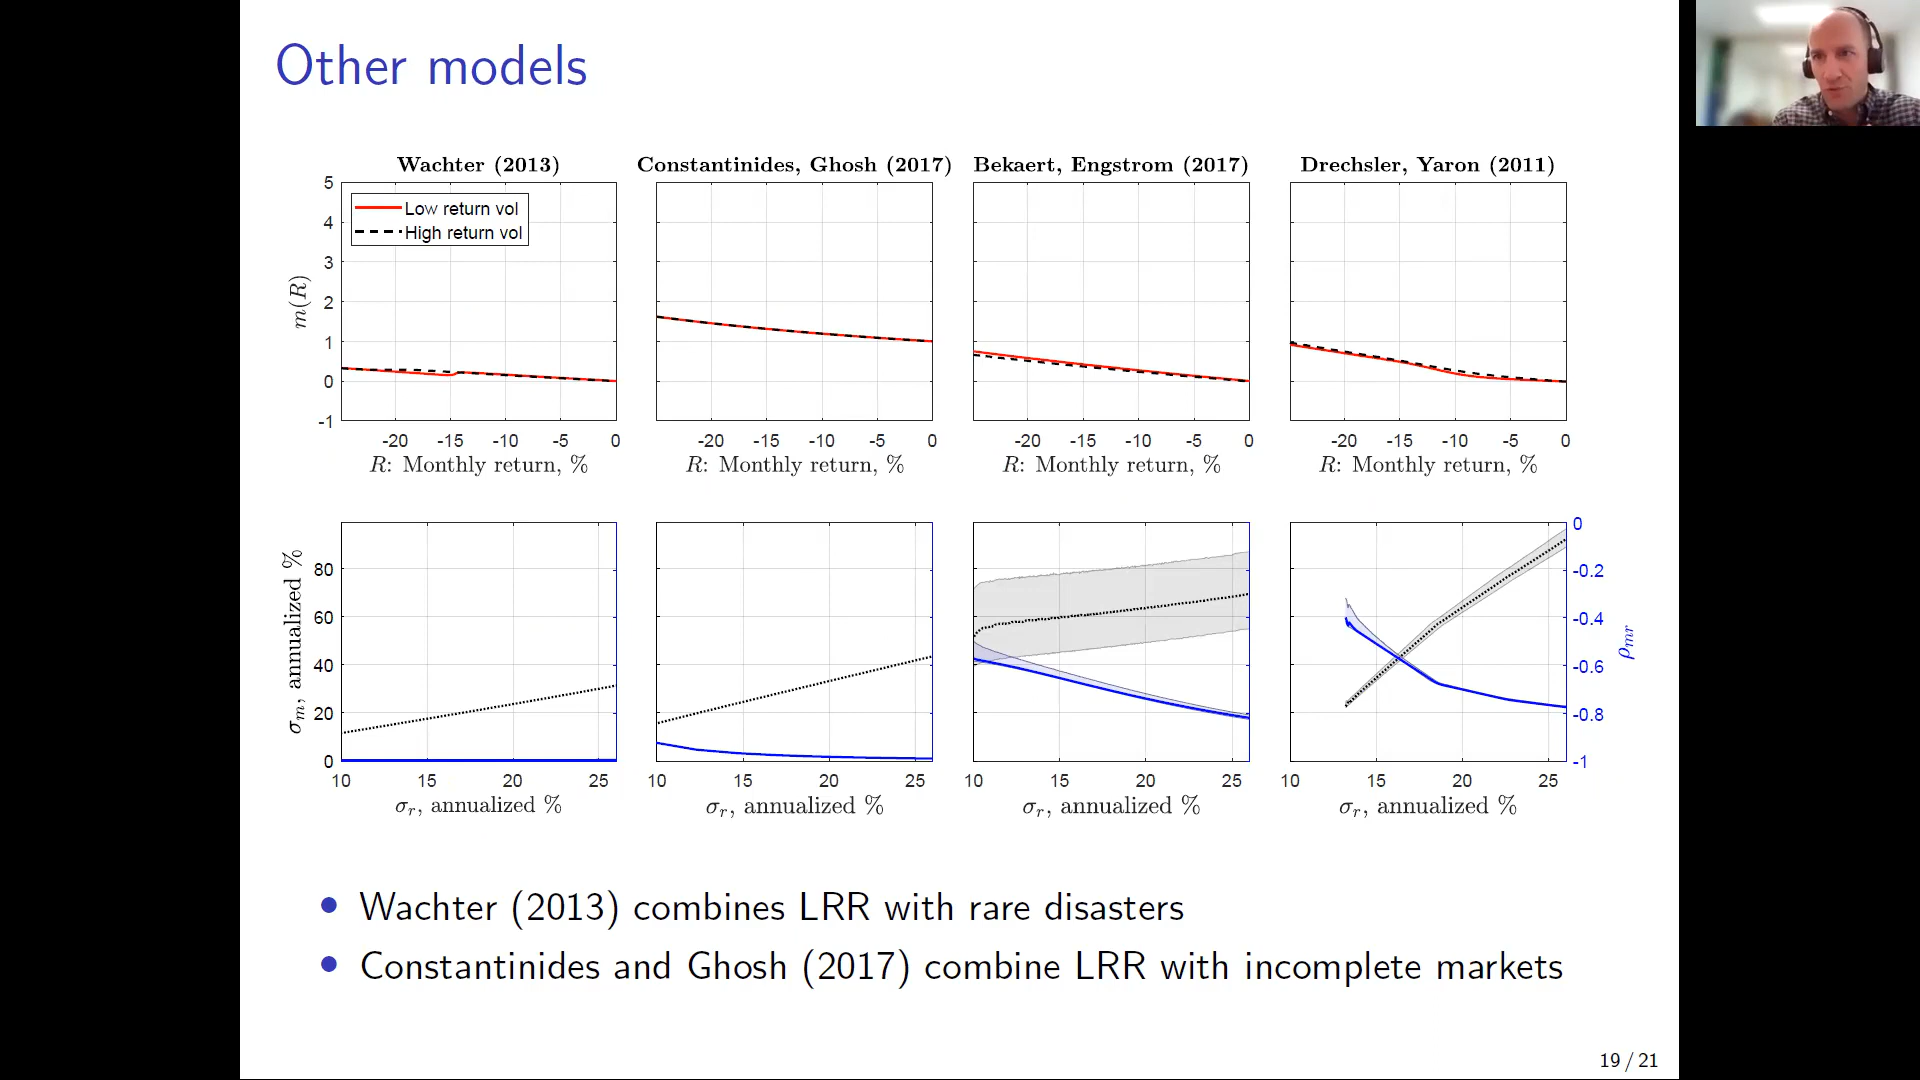 Other models
Wachter (2013)
Constantinides, Ghosh (2017)
Bekaert, Engstrom (2017)
Drechsler, Yaron (2011)
5
4
3
2
1
0
-1
m(R)
Low return vol
High return vol
-20 -15 -10 -5 0
-20 -15 -10 -5 0
-20 -15 -10 -5 0
-20 -15 -10 -5 0
R: Monthly return, %
R: Monthly return, %
R: Monthly return, %
R: Monthly return, %
80
60
40
20
0
σm, annualized %
0
-0.2
-0.4
-0.6
-0.8
-1
ρmr
10 15 20 25
10 15 20 25
10 15 20 25
10 15 20 25
σr, annualized %
σr, annualized %
σr, annualized %
σr, annualized %
• Wachter (2013) combines LRR with rare disasters
• Constantinides and Ghosh (2017) combine LRR with incomplete markets
19 / 21